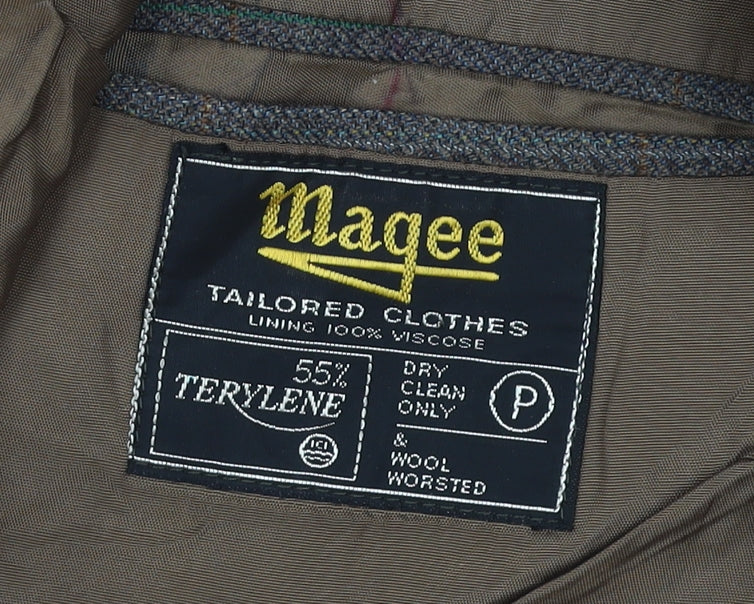 Magee
TAILORED CLOTHES
LINING 100% VISCOSE
55%
TERYLENE
ICI
DRY
CLEAN
ONLY
P
&
WOOL
WORSTED